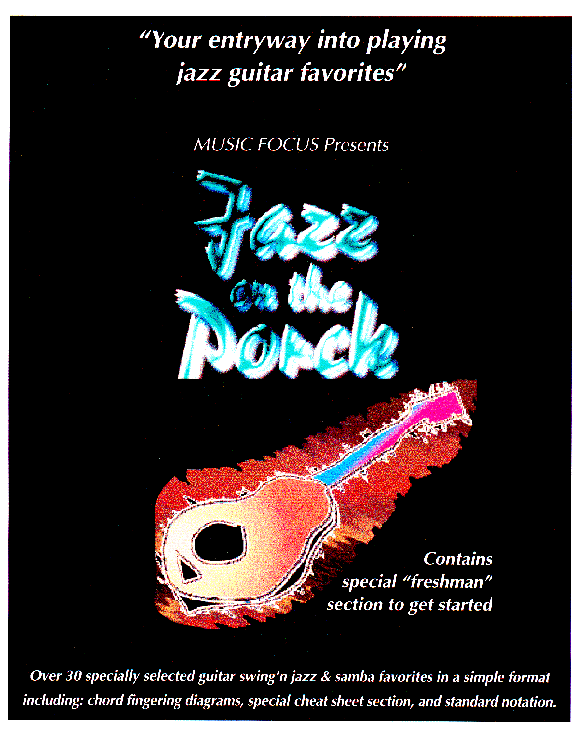 “Your entryway into playing
jazz guitar favorites”
MUSIC FOCUS Presents
Jazz
on the
Porch
Contains
special “freshman”
section to get started
Over 30 specially selected guitar swing'n jazz & samba favorites in a simple format
including: chord fingering diagrams, special cheat sheet section, and standard notation.